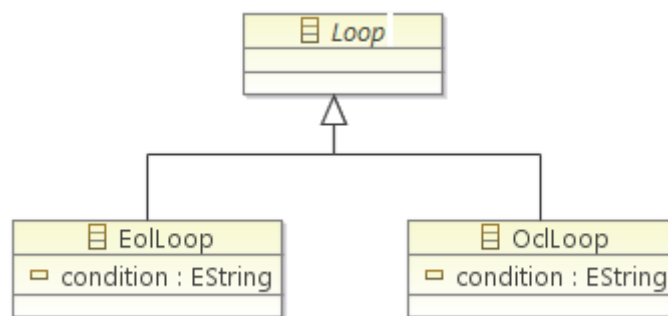 Loop
EolLoop
condition : EString
OclLoop
condition : EString